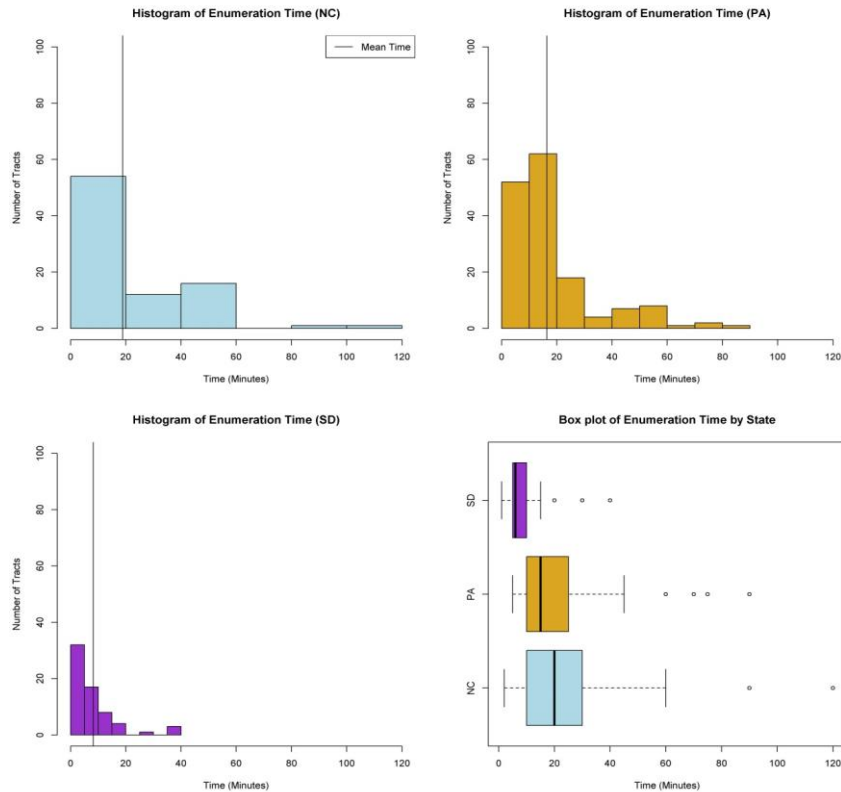 Histogram of Enumeration Time (NC)
Mean Time
Number of Tracts
100
80
60
40
20
0
0 20 40 60 80 100 120
Time (Minutes)
Histogram of Enumeration Time (PA)
Number of Tracts
100
80
60
40
20
0
0 20 40 60 80 100 120
Time (Minutes)
Histogram of Enumeration Time (SD)
Number of Tracts
100
80
60
40
20
0
0 20 40 60 80 100 120
Time (Minutes)
Box plot of Enumeration Time by State
SD
PA
NC
0 20 40 60 80 100 120
Time (Minutes)